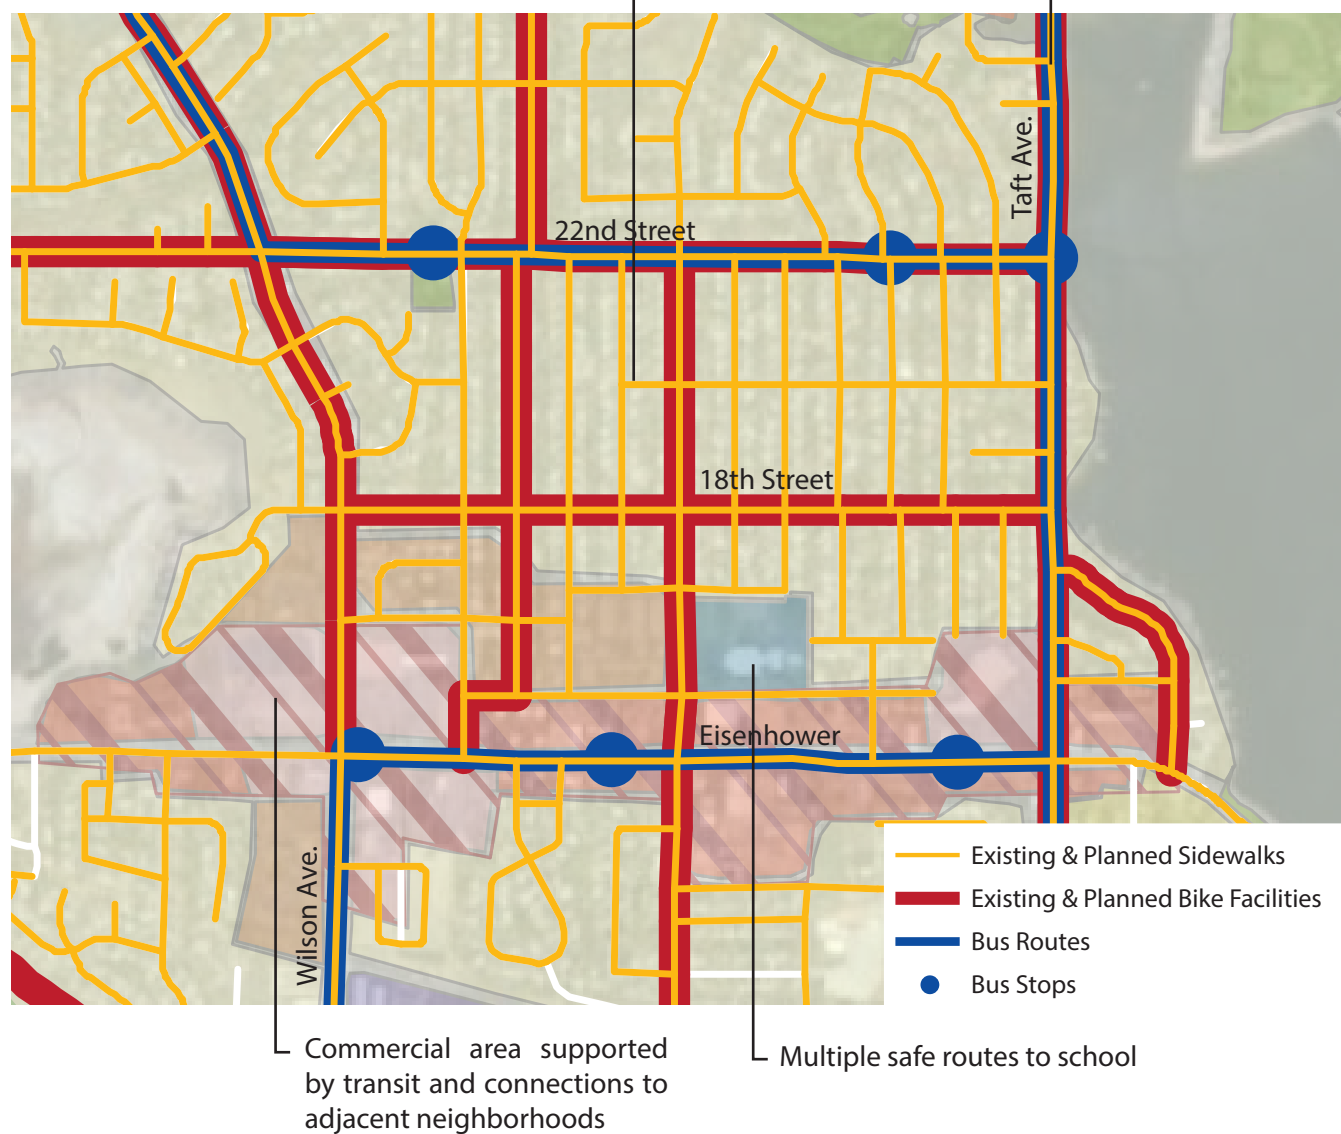 Taft Ave.
22nd Street
18th Street
Eisenhower
Wilson Ave.
Existing & Planned Sidewalks
Existing & Planned Bike Facilities
Bus Routes
Bus Stops
Commercial area supported
by transit and connections to
adjacent neighborhoods
Multiple safe routes to school